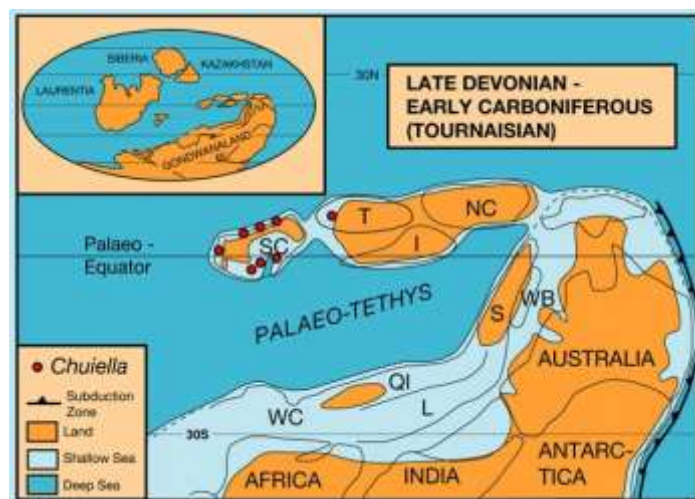 SIBERIA
KAZAKHSTAN
LAURENTIA
GONDWANALAND
30N
LATE DEVONIAN -
EARLY CARBONIFEROUS
(TOURNAISIAN)
T
NC
I
SC
Palaeo -
Equator
PALAEO-TETHYS
S
WB
AUSTRALIA
QI
L
WC
30S
AFRICA
INDIA
ANTARC-
TICA
Chuiella
Subduction
Zone
Land
Shallow Sea
Deep Sea